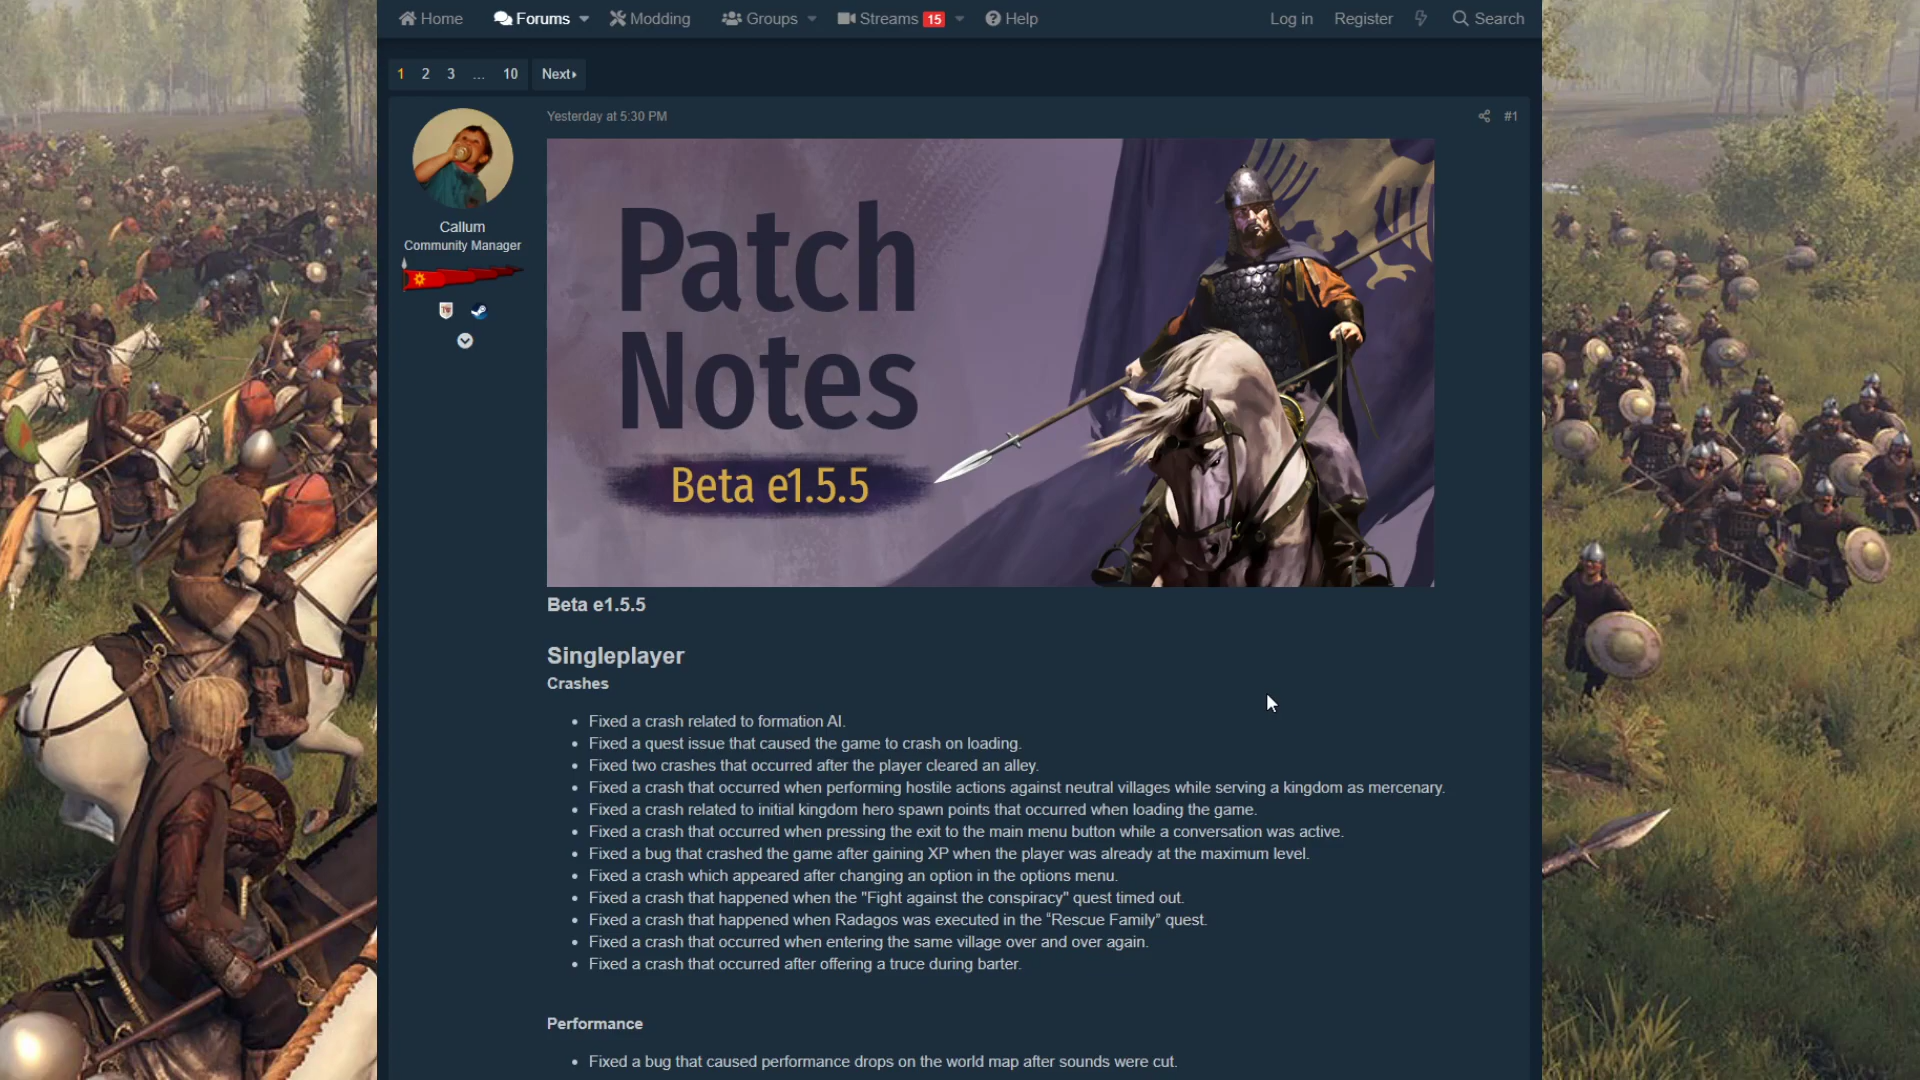 Home Forums Modding Groups Streams 15 Help Log in Register Search
1 2 3 ... 10 Next
Yesterday at 5:30 PM #1
Callum
Community Manager
TW
Patch
Notes
Beta e1.5.5
Beta e1.5.5
Singleplayer
Crashes
Fixed a crash related to formation AI.
Fixed a quest issue that caused the game to crash on loading.
Fixed two crashes that occurred after the player cleared an alley.
Fixed a crash that occurred when performing hostile actions against neutral villages while serving a kingdom as mercenary.
Fixed a crash related to initial kingdom hero spawn points that occurred when loading the game.
Fixed a crash that occurred when pressing the exit to the main menu button while a conversation was active.
Fixed a bug that crashed the game after gaining XP when the player was already at the maximum level.
Fixed a crash which appeared after changing an option in the options menu.
Fixed a crash that happened when the "Fight against the conspiracy" quest timed out.
Fixed a crash that happened when Radagos was executed in the “Rescue Family” quest.
Fixed a crash that occurred when entering the same village over and over again.
Fixed a crash that occurred after offering a truce during barter.
Performance
Fixed a bug that caused performance drops on the world map after sounds were cut.